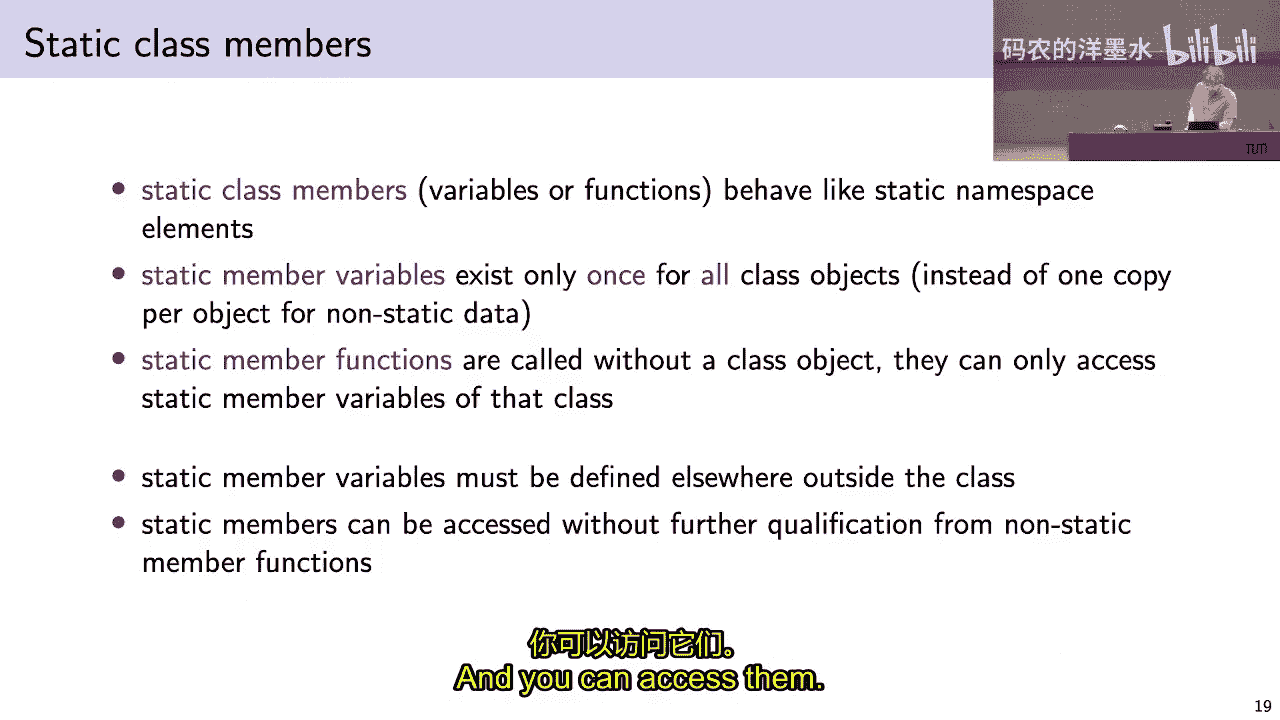 Static class members
码农的洋墨水 bilibili
TUM
• static class members (variables or functions) behave like static namespace
elements
• static member variables exist only once for all class objects (instead of one copy
per object for non-static data)
• static member functions are called without a class object, they can only access
static member variables of that class
• static member variables must be defined elsewhere outside the class
• static members can be accessed without further qualification from non-static
member functions
你可以访问它们。
And you can access them.
19